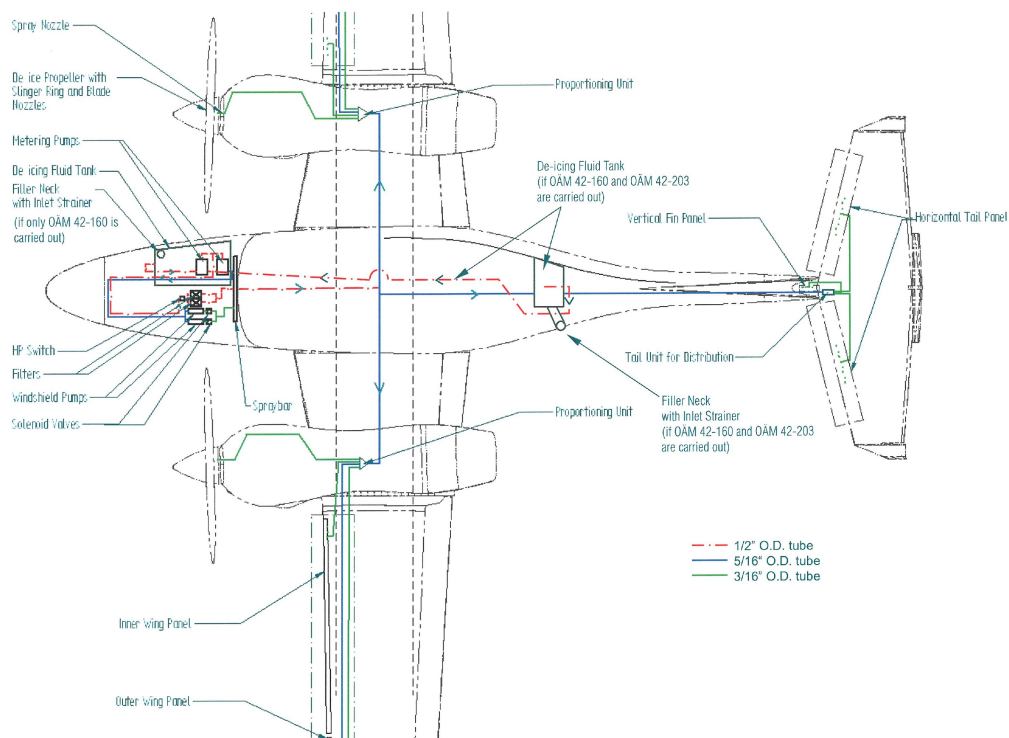 Spray Nozzle
De ice Propeller with
Slinger Ring and Blade
Nozzles
Metering Pumps
De icing Fluid Tank
Filler Neck
with Inlet Strainer
(if only OÄM 42-160 is
carried out)
HP Switch
Filters
Windshield Pumps
Solenoid Valves
Spraybar
Proportioning Unit
De-icing Fluid Tank
(if OÄM 42-160 and OÄM 42-203
are carried out)
Vertical Fin Panel
Horizontal Tail Panel
Tail Unit for Distribution
Filler Neck
with Inlet Strainer
(if OÄM 42-160 and OÄM 42-203
are carried out)
Proportioning Unit
Inner Wing Panel
Outer Wing Panel
1/2" O.D. tube
5/16" O.D. tube
3/16" O.D. tube